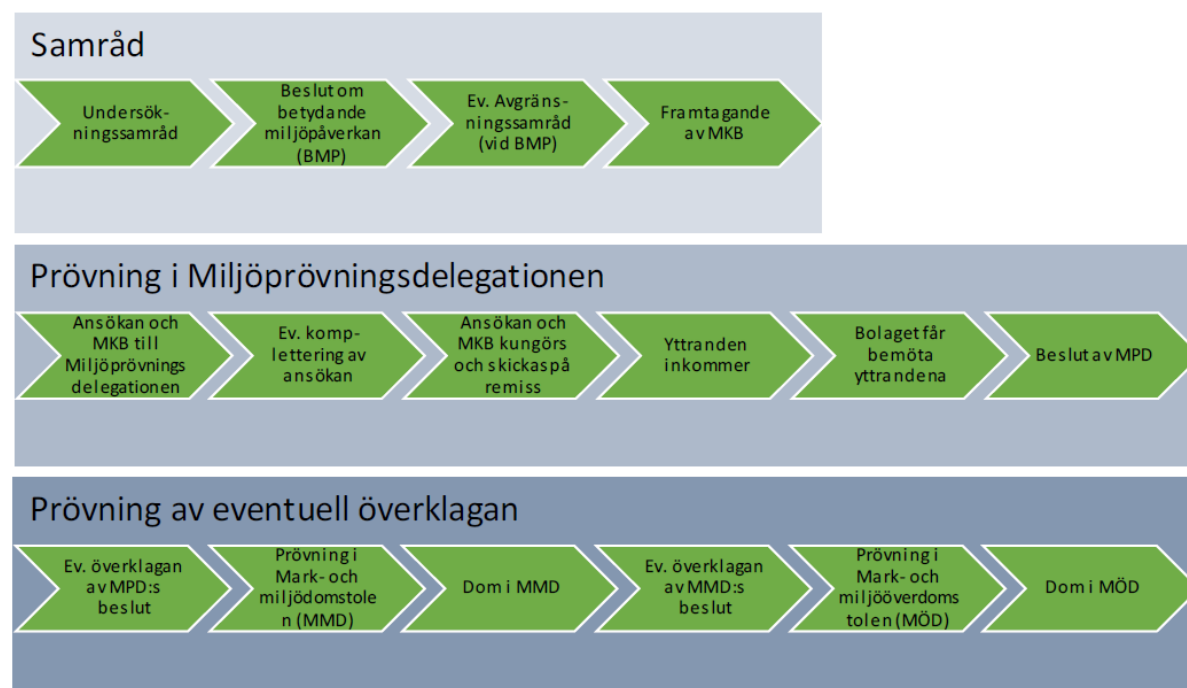 Samråd
Undersök-
ningssamråd
Beslut om
betydande
miljöpåverkan
(BMP)
Ev. Avgräns-
ningssamråd
(vid BMP)
Framtagande
av MKB
Prövning i Miljöprövningsdelegationen
Ansökan och
MKB till
Miljöprövnings
delegationen
Ev. komp-
lettering av
ansökan
Ansökan och
MKB kungörs
och skickas på
remiss
Yttranden
inkommer
Bolaget får
bemöta
yttrandena
Beslut av MPD
Prövning av eventuell överklagan
Ev. överklagan
av MPD:s
beslut
Prövning i
Mark- och
miljödomstole
n (MMD)
Dom i MMD
Ev. överklagan
av MMD:s
beslut
Prövning i
Mark- och
miljööverdoms
tolen (MÖD)
Dom i MÖD